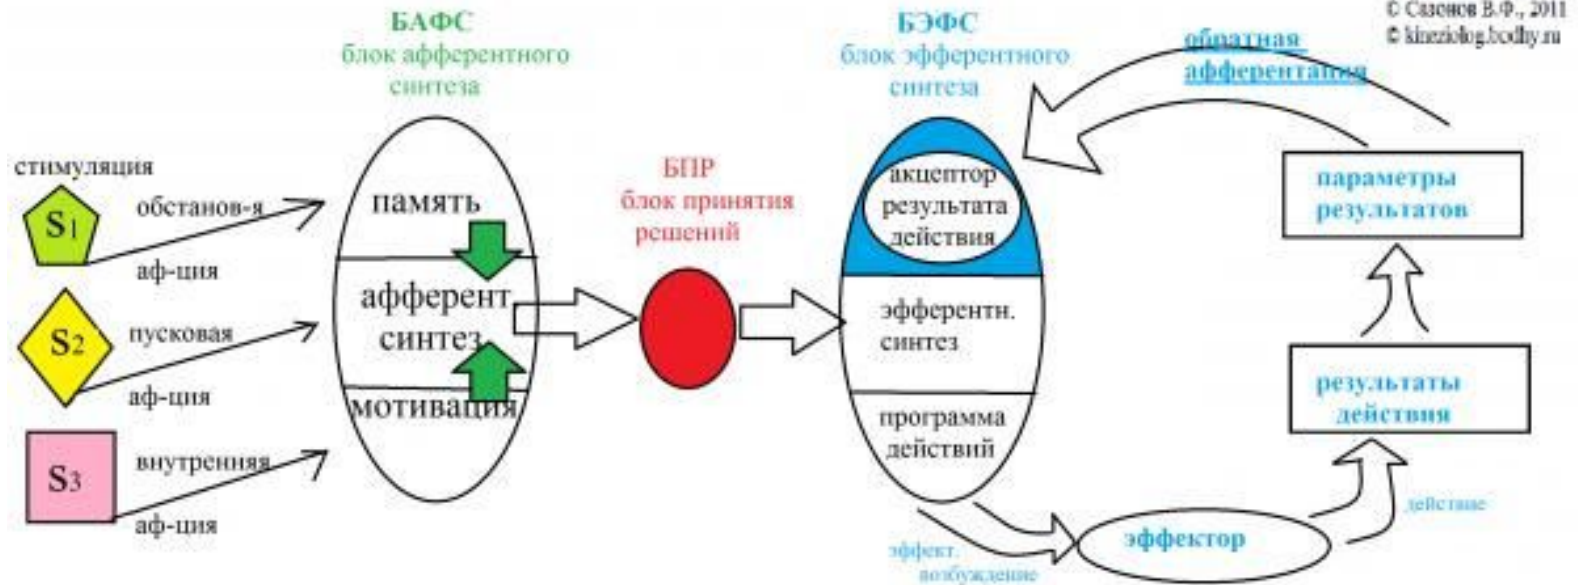 © Сазонов В.Ф., 2011
© kineziolog.bodhy.ru
БАФС
блок афферентного
синтеза
БЭФС
блок эфферентного
синтеза
обратная
афферентация
стимуляция
S1
обстанов-я
аф-ция
S2
пусковая
аф-ция
S3
внутренняя
аф-ция
память
афферент.
синтез
мотивация
БПР
блок принятия
решений
акцептор
результата
действия
эфферентн.
синтез
программа
действий
параметры
результатов
результаты
действия
действие
эффектор
эффект.
возбуждение